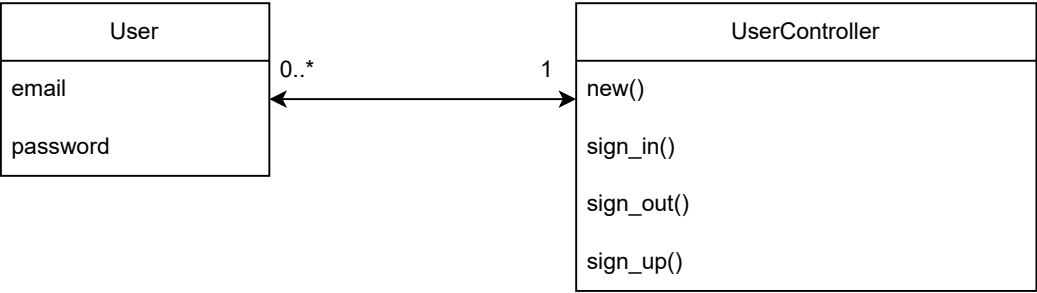 User
email
password
0..*
1
UserController
new()
sign_in()
sign_out()
sign_up()